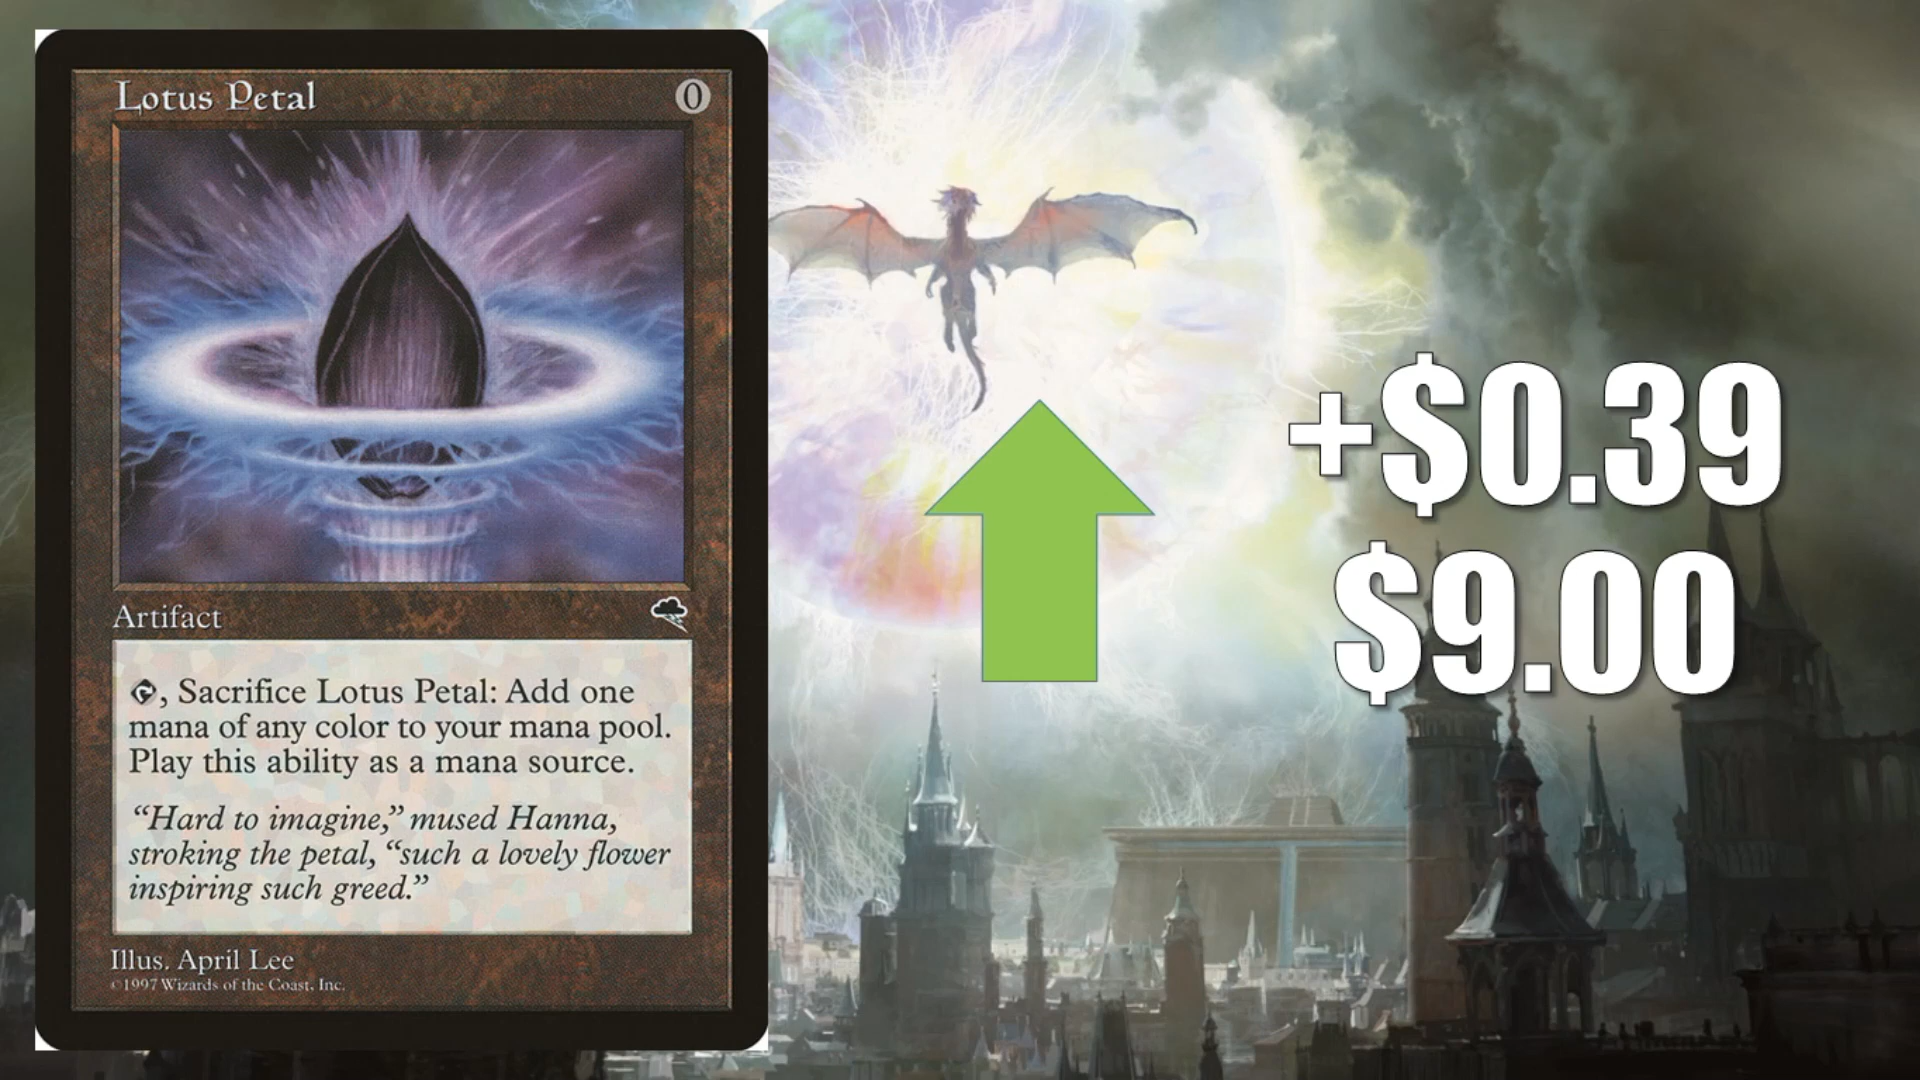 Lotus Petal
0
Artifact
, Sacrifice Lotus Petal: Add one
mana of any color to your mana pool.
Play this ability as a mana source.
“Hard to imagine,” mused Hanna,
stroking the petal, “such a lovely flower
inspiring such greed.”
Illus. April Lee
©1997 Wizards of the Coast, Inc.
+$0.39
$9.00